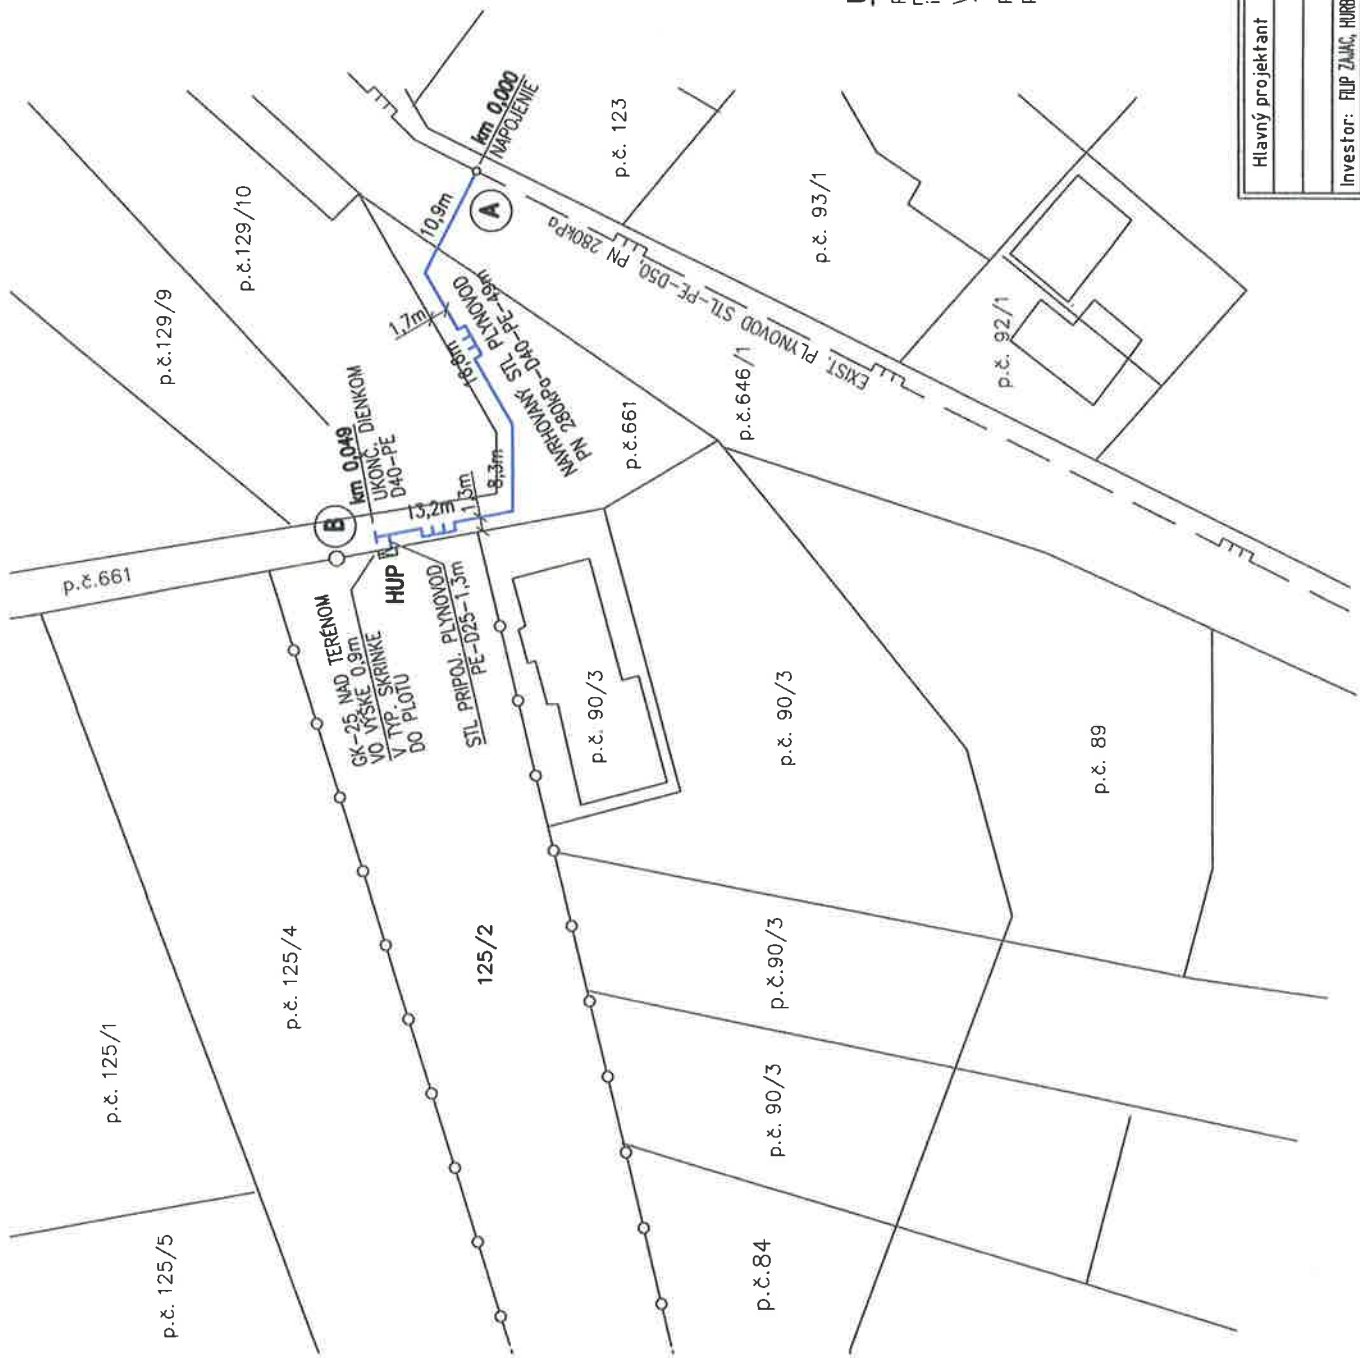 p.č.129/9
p.č.129/10
km 0,000
NAPOJENIE
A
10,9m
1,7m
p.č. 123
EXIST. PLYNOVOD STL-PE-D50, PN 280kPa
NAVRHOVANÝ STL PLYNOVOD
PN 280kPa-D40-PE-49m
8,3m
1,3m
13,2m
km 0,049
UKONČ. DIENKOM
D40-PE
B
HUP
p.č.661
GK-25 NAD TERÉNOM
VO VÝŠKE 0,9m
V TYP. SKRINKE
DO PLOTU
STL PRIPOJ. PLYNOVOD
PE-D25-1,3m
p.č.661
p.č.646/1
p.č. 93/1
p.č. 92/1
p.č. 90/3
p.č. 90/3
p.č. 89
p.č. 125/4
125/2
p.č. 125/1
p.č. 125/5
p.č.90/3
p.č. 90/3
p.č.84
Hlavný projektant
Investor: FILIP ZAJAC,